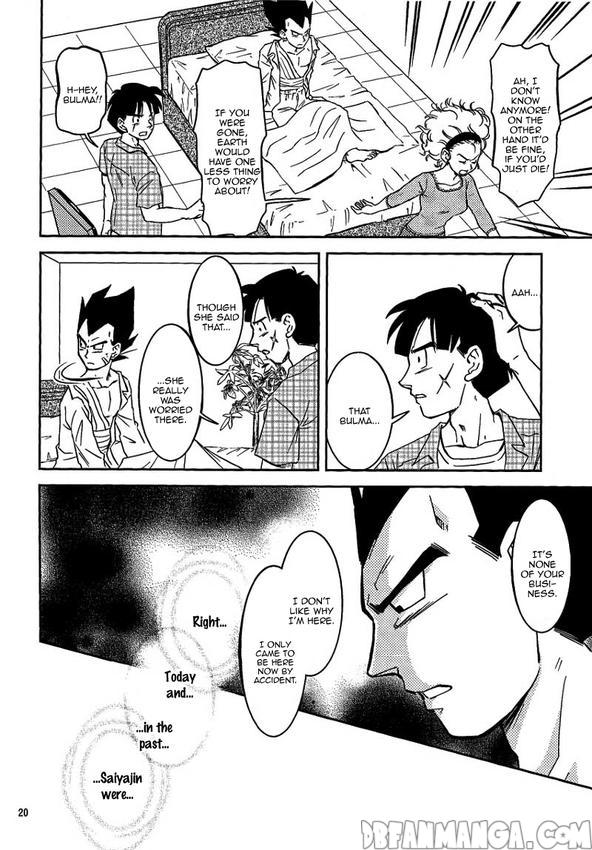 AH, I
DON'T
KNOW
ANYMORE!
ON THE
OTHER
HAND IT'D
BE FINE,
IF YOU'D
JUST DIE!
IF YOU
WERE
GONE,
EARTH
WOULD
HAVE ONE
LESS THING
TO WORRY
ABOUT!
H-HEY,
BULMA!!
AAH...
THAT
BULMA...
THOUGH
SHE SAID
THAT...
...SHE
REALLY
WAS
WORRIED
THERE.
IT'S
NONE
OF YOUR
BUSI-
NESS.
I DON'T
LIKE WHY
I'M HERE.
I ONLY
CAME
TO BE
HERE
NOW BY
ACCIDENT.
Right...
Today
and...
...in the
past...
...Saiyajin
were...
20
DBFANMANGA.COM